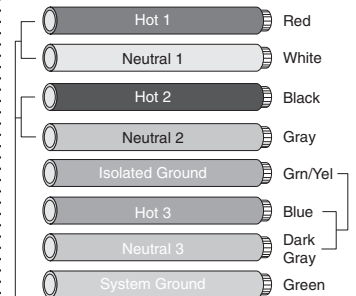 Hot 1 Red
Neutral 1 White
Hot 2 Black
Neutral 2 Gray
Isolated Ground Grn/Yel
Hot 3 Blue
Neutral 3 Dark
Gray
System Ground Green